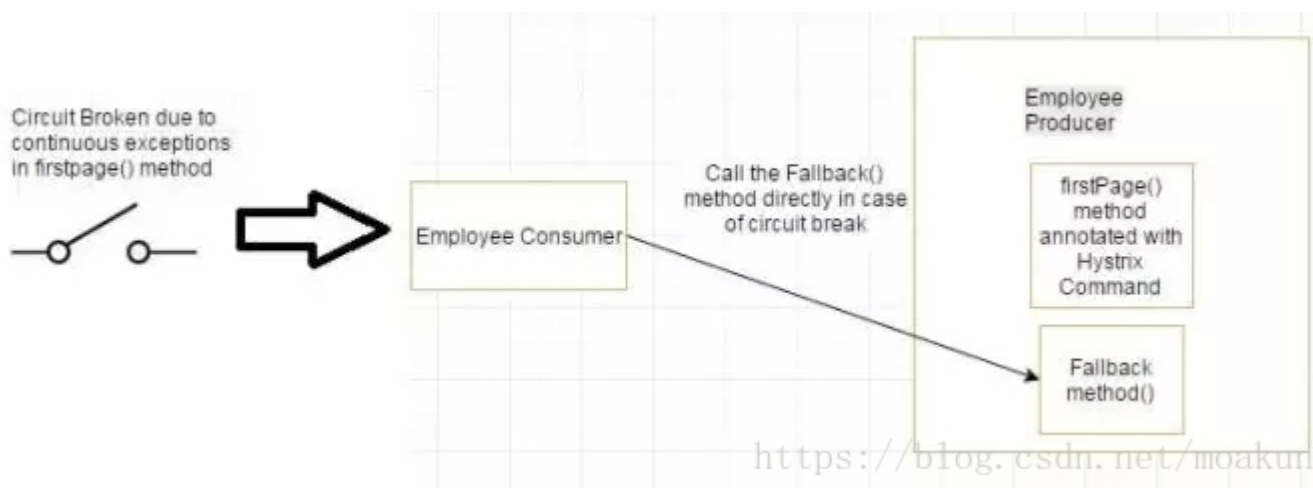 Circuit Broken due to
continuous exceptions
in firstpage() method
Employee Consumer
Call the Fallback()
method directly in case
of circuit break
Employee
Producer
firstPage()
method
annotated with
Hystrix
Command
Fallback
method()
https://blog.csdn.net/moakun